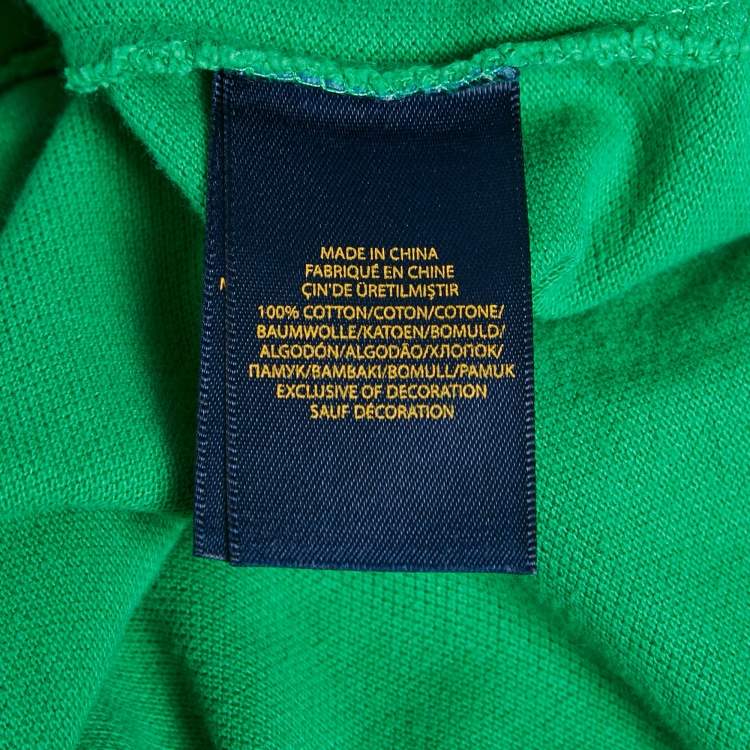 MADE IN CHINA
FABRIQUÉ EN CHINE
ÇIN'DE ÜRETILMIŞTIR
100% COTTON/COTON/COTONE/
BAUMWOLLE/KATOEN/BOMULD/
ALGODÓN/ALGODÃO/ХЛОПОК/
ПАМУК/ΒΑΜΒΑΚΙ/BOMULL/PAMUK
EXCLUSIVE OF DECORATION
SAUF DÉCORATION